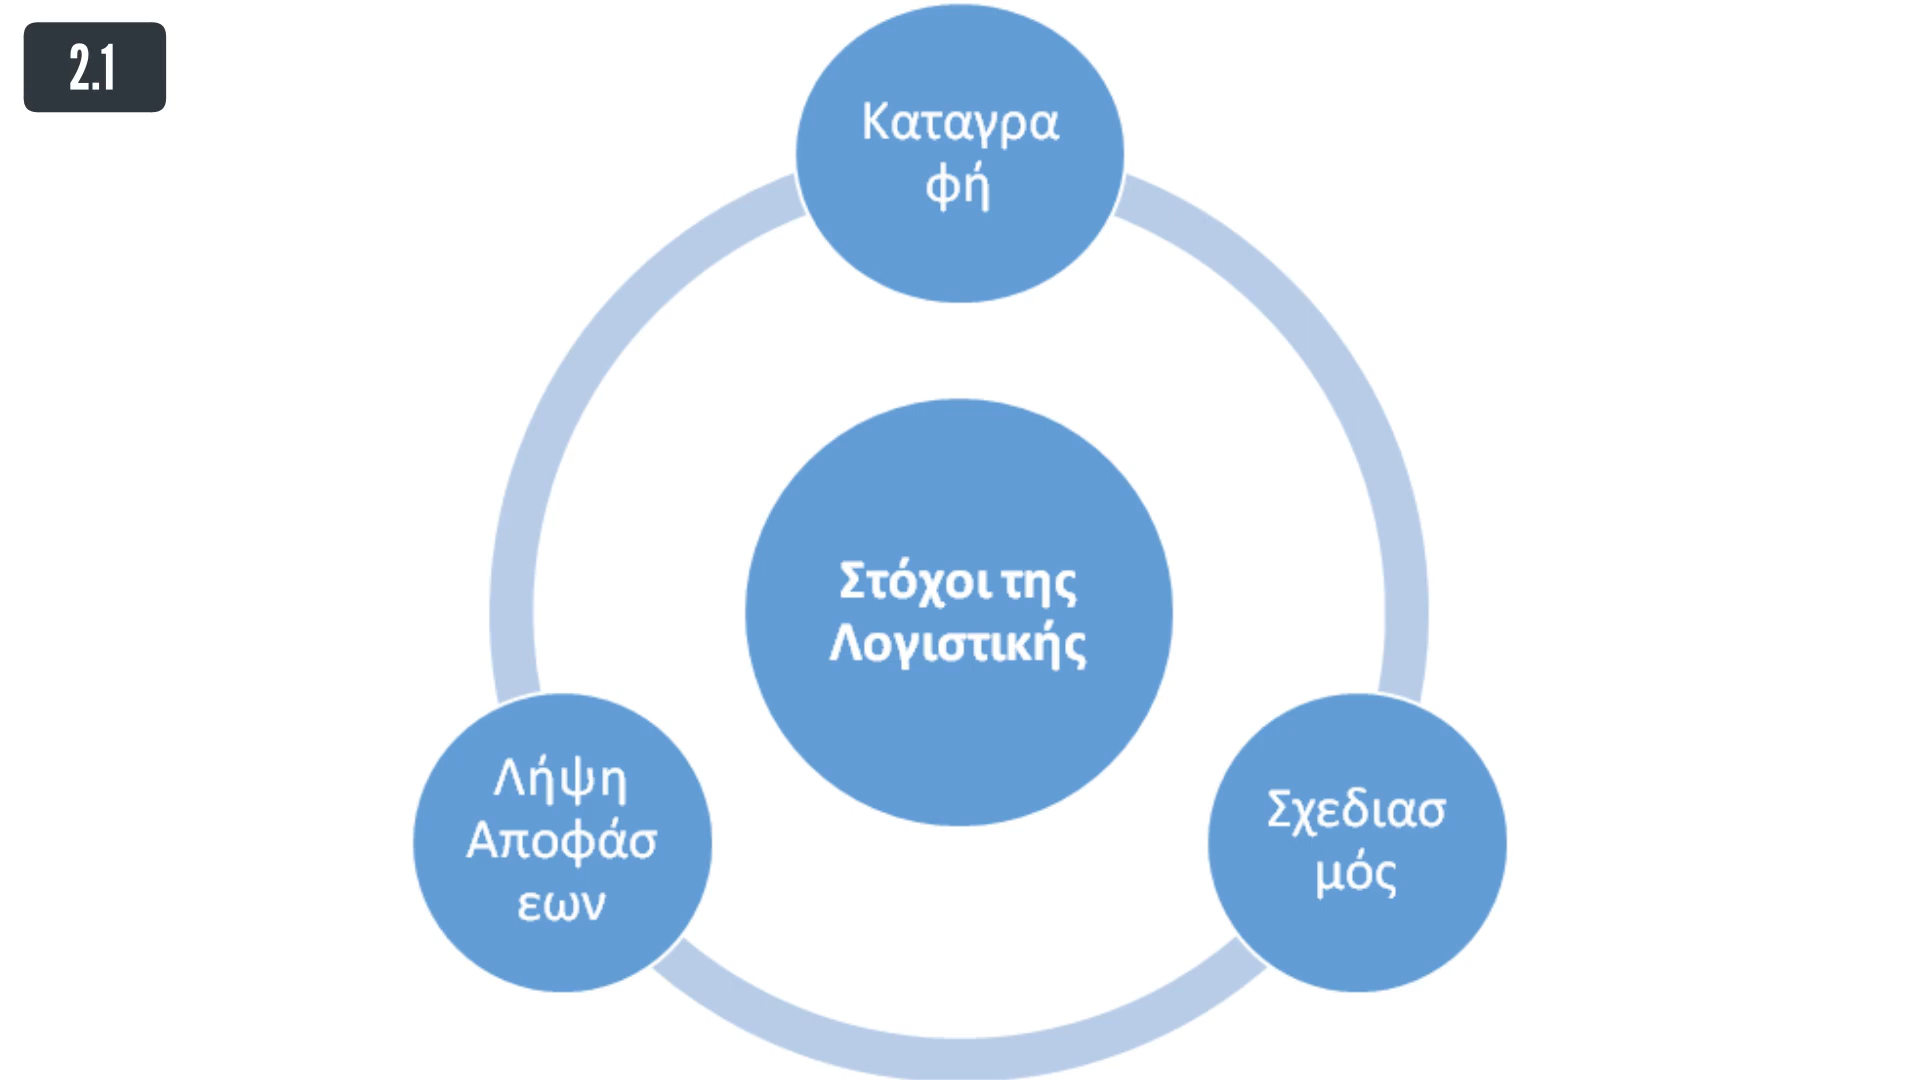 2.1
Καταγρα
φή
Στόχοι της
Λογιστικής
Λήψη
Αποφάσ
εων
Σχεδιασ
μός